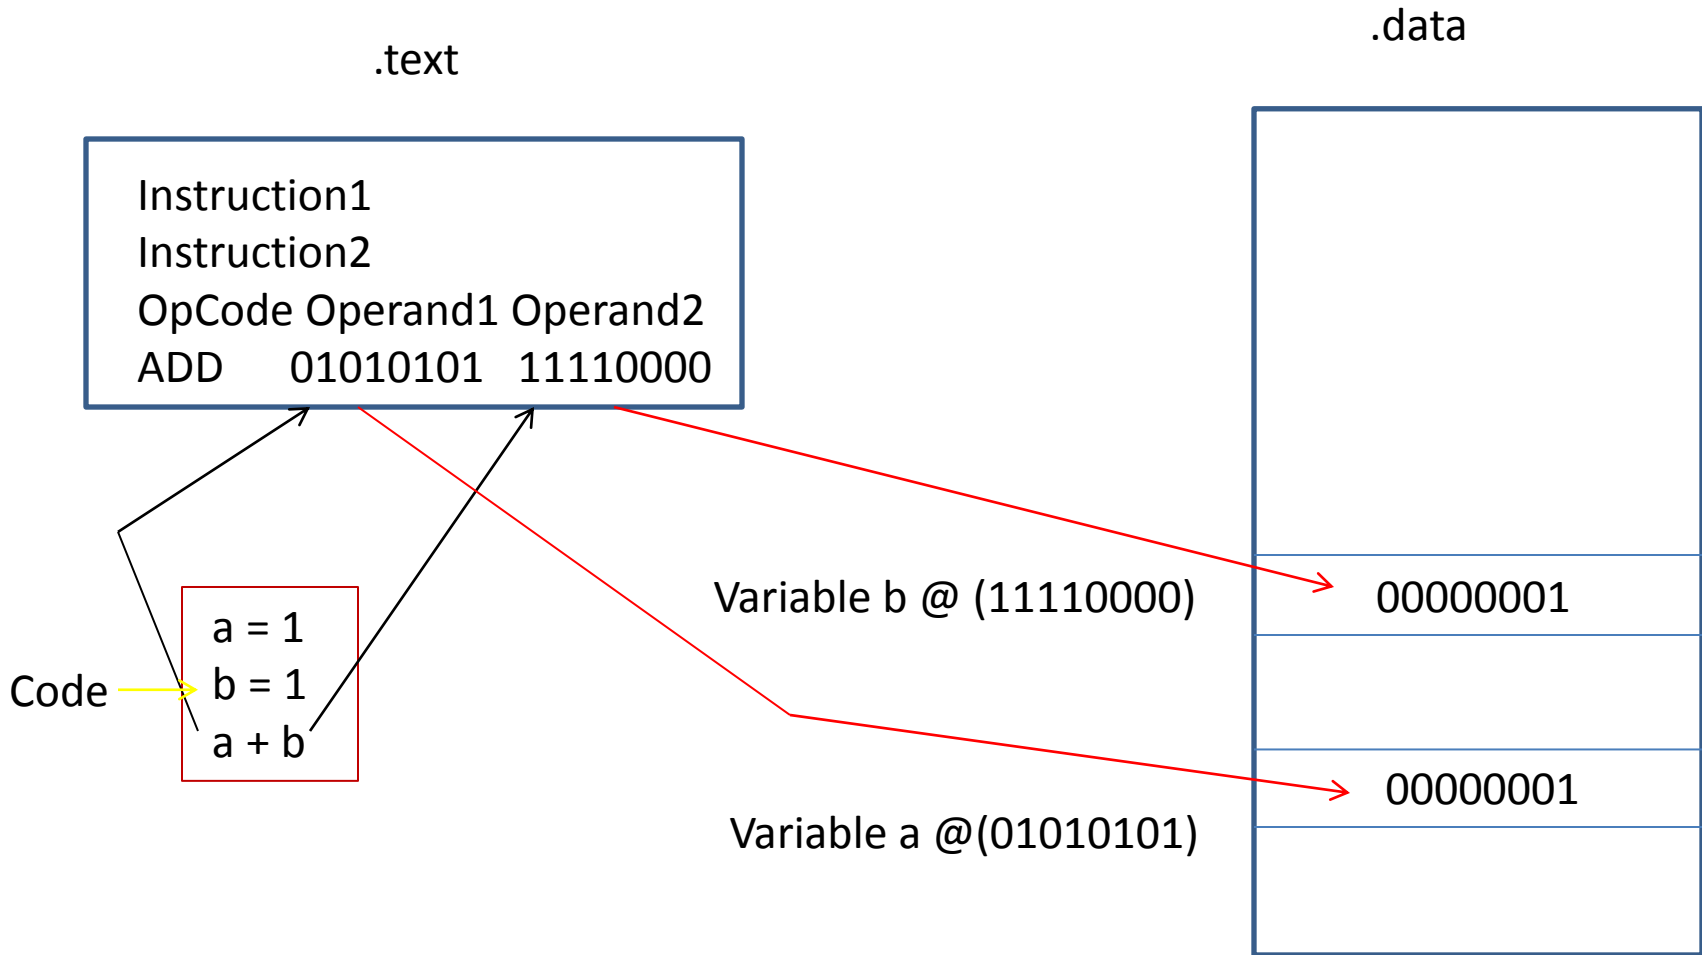 .text
.data
Instruction1
Instruction2
OpCode Operand1 Operand2
ADD 01010101 11110000
Code
a = 1
b = 1
a + b
Variable b @ (11110000)
00000001
Variable a @(01010101)
00000001